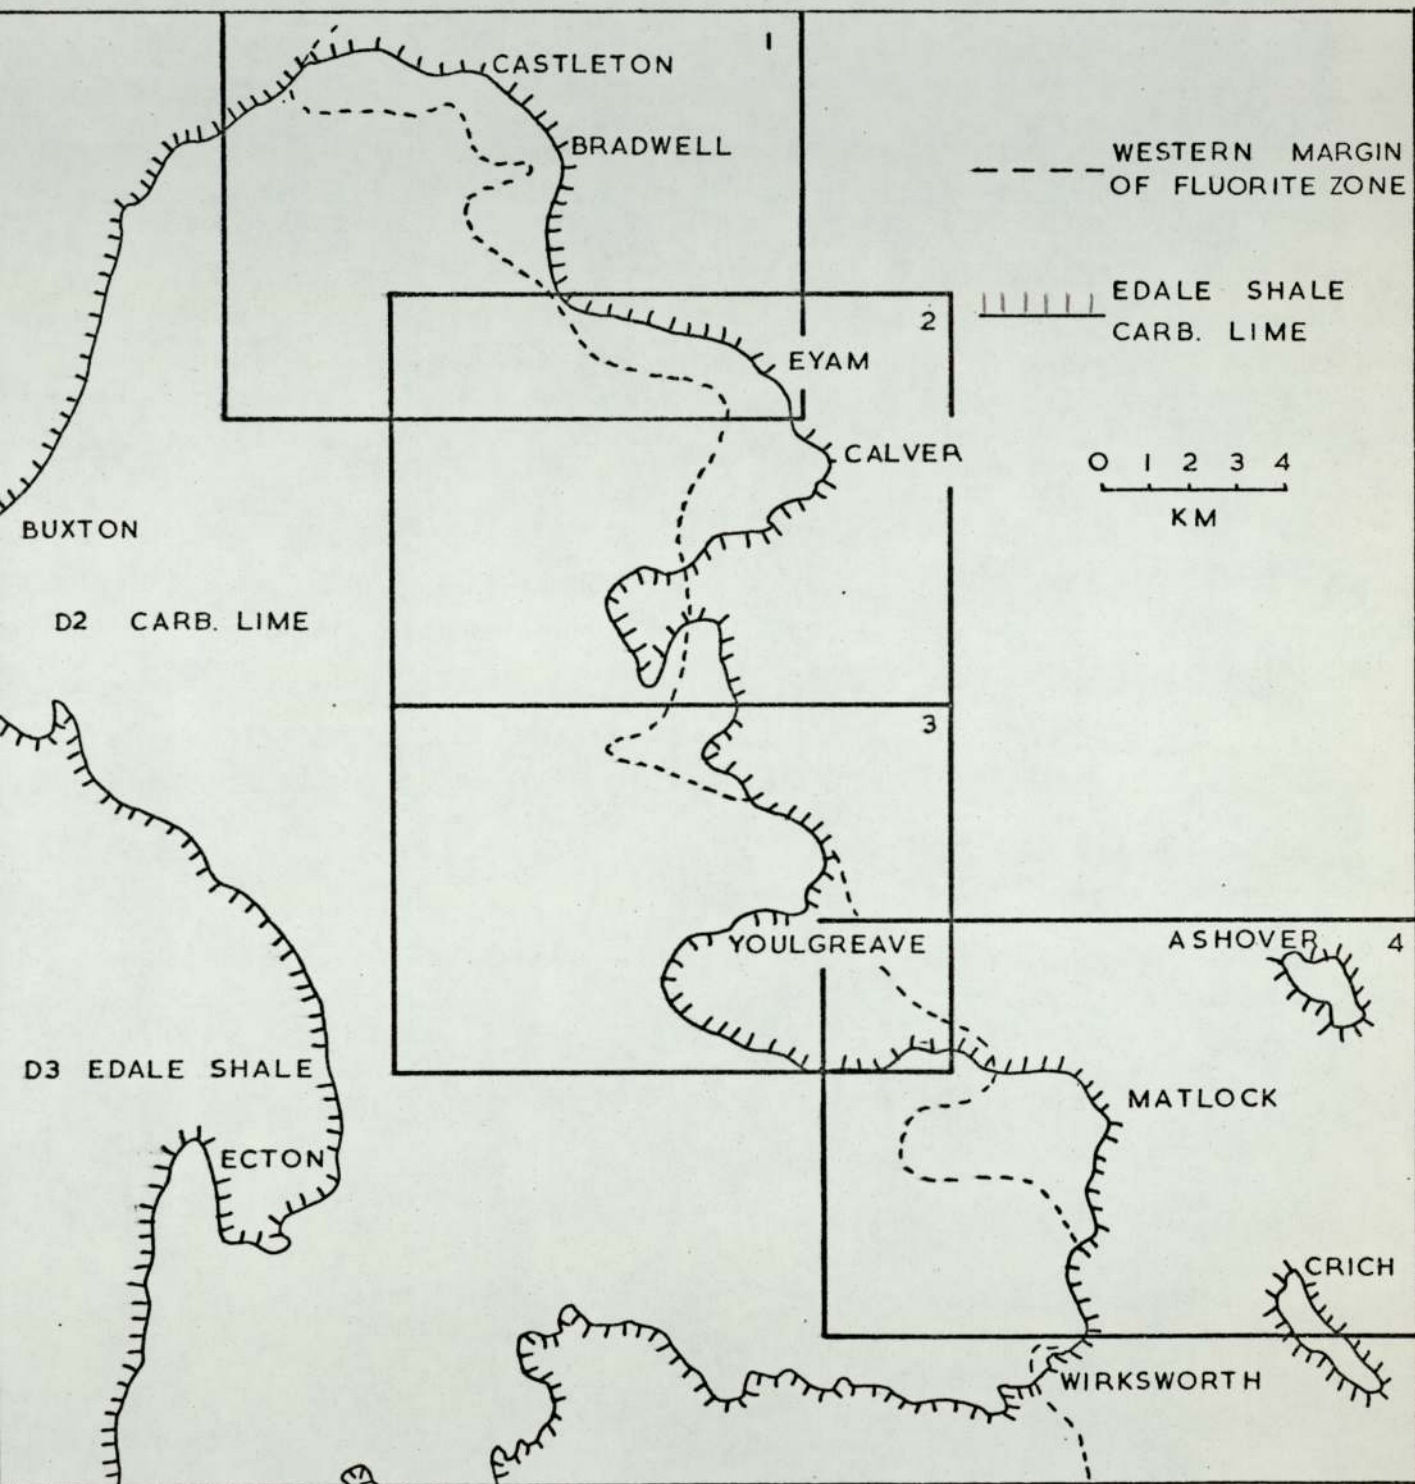 1
CASTLETON
BRADWELL
WESTERN MARGIN
OF FLUORITE ZONE
EDALE SHALE
CARB. LIME
2
EYAM
CALVER
0 1 2 3 4
KM
BUXTON
D2 CARB. LIME
3
YOULGREAVE
ASHOVER
4
D3 EDALE SHALE
MATLOCK
ECTON
CRICH
WIRKSWORTH